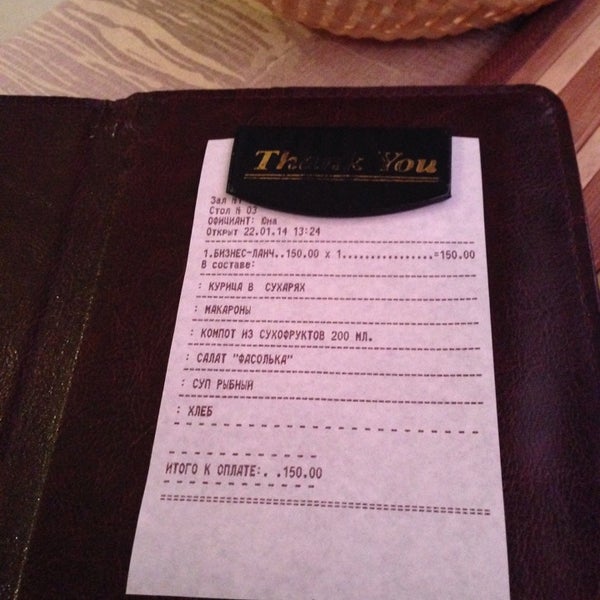 Thank You
Зал №1
Стол № 03
ОФИЦИАНТ: Юна
Открыт 22.01.14 13:24
1.БИЗНЕС-ЛАНЧ..150.00 x 1................=150.00
В составе:
: КУРИЦА В СУХАРЯХ
: МАКАРОНЫ
: КОМПОТ ИЗ СУХОФРУКТОВ 200 МЛ.
: САЛАТ "ФАСОЛЬКА"
: СУП РЫБНЫЙ
: ХЛЕБ
ИТОГО К ОПЛАТЕ:. .150.00